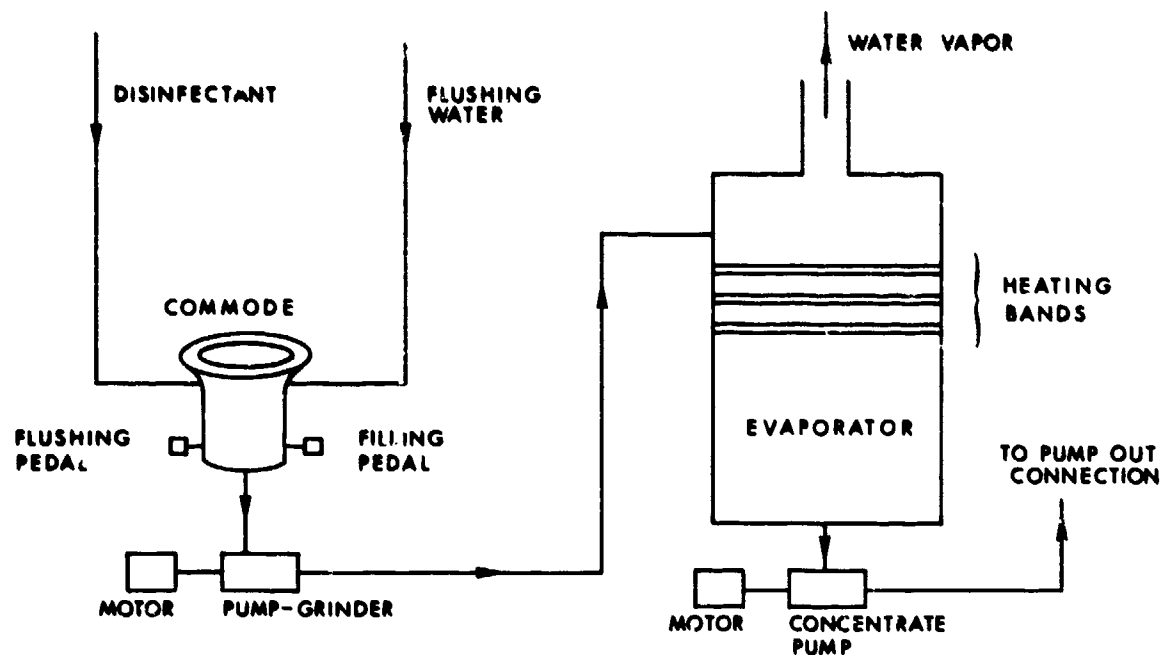 WATER VAPOR
DISINFECTANT
FLUSHING
WATER
COMMODE
HEATING
BANDS
FLUSHING
PEDAL
FILLING
PEDAL
EVAPORATOR
TO PUMP OUT
CONNECTION
MOTOR
PUMP-GRINDER
MOTOR
CONCENTRATE
PUMP